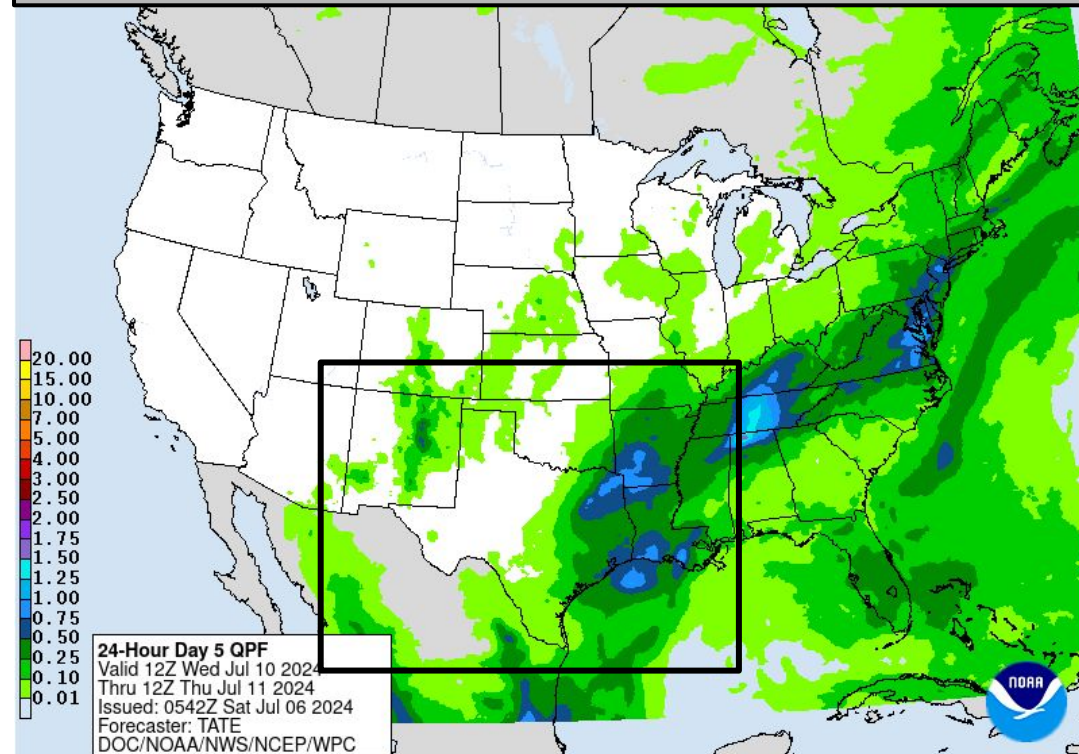 20.00
15.00
10.00
7.00
5.00
4.00
3.00
2.50
2.00
1.75
1.50
1.25
1.00
0.75
0.50
0.25
0.10
0.01
24-Hour Day 5 QPF
Valid 12Z Wed Jul 10 2024
Thru 12Z Thu Jul 11 2024
Issued: 0542Z Sat Jul 06 2024
Forecaster: TATE
DOC/NOAA/NWS/NCEP/WPC
NOAA